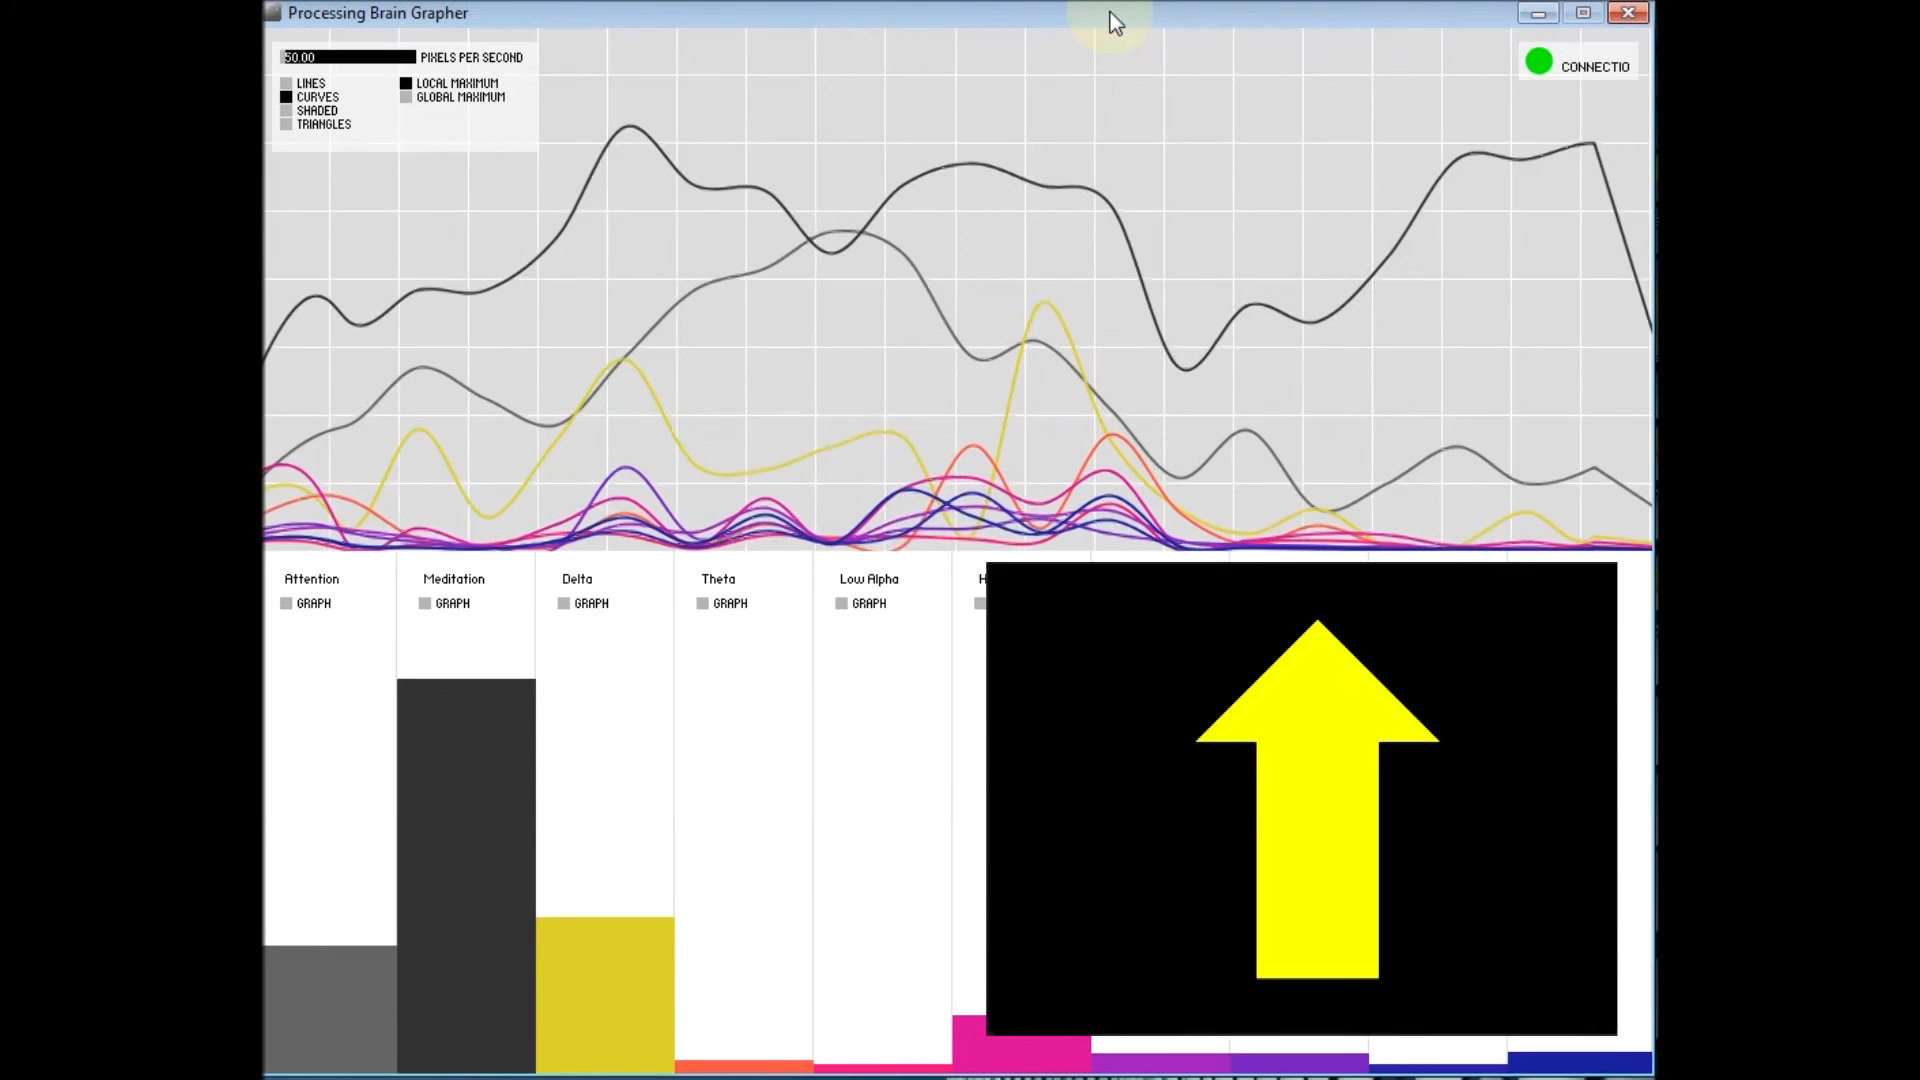 Processing Brain Grapher
50.00 PIXELS PER SECOND
LINES
CURVES
SHADED
TRIANGLES
LOCAL MAXIMUM
GLOBAL MAXIMUM
CONNECTIO
Attention
GRAPH
Meditation
GRAPH
Delta
GRAPH
Theta
GRAPH
Low Alpha
GRAPH
H